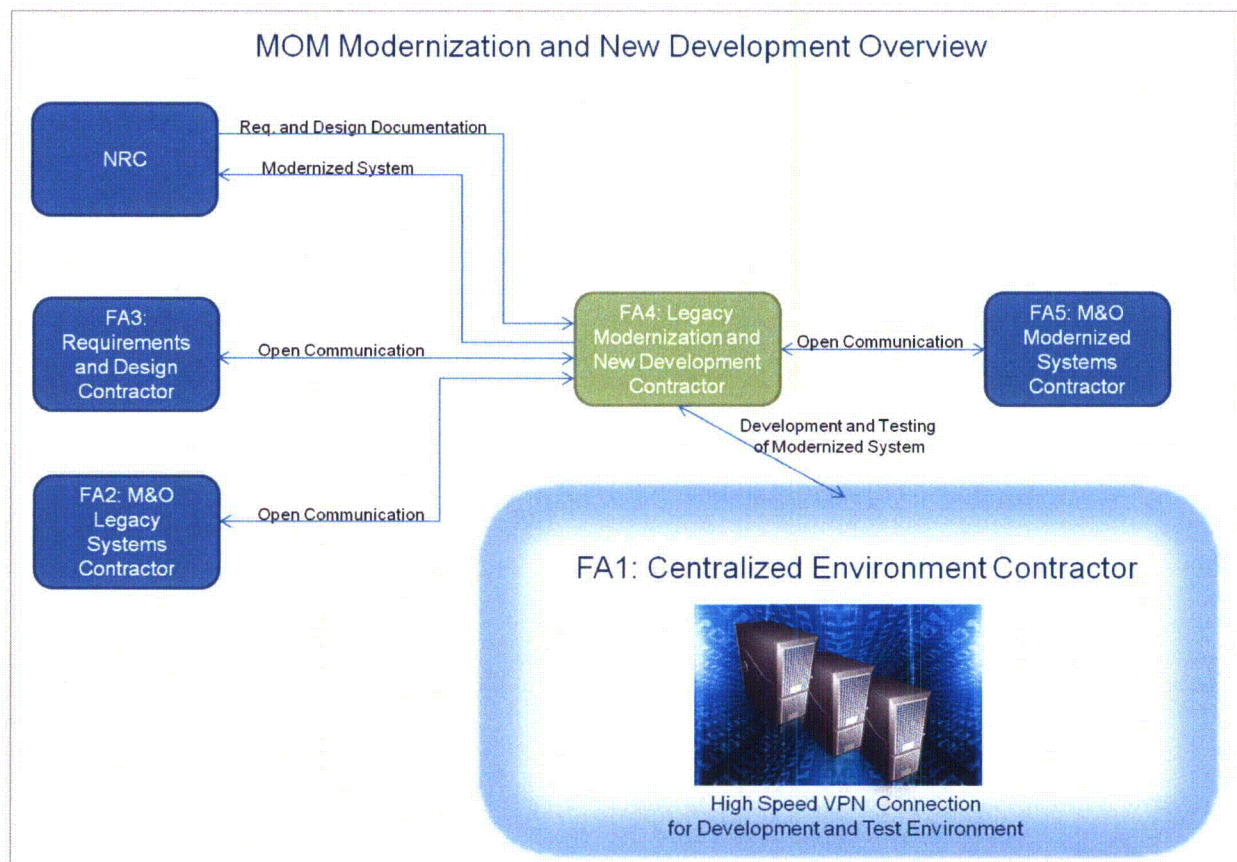 MOM Modernization and New Development Overview
NRC
Req. and Design Documentation
Modernized System
FA3:
Requirements
and Design
Contractor
Open Communication
FA4: Legacy
Modernization and
New Development
Contractor
Open Communication
FA5: M&O
Modernized
Systems
Contractor
Development and Testing
of Modernized System
FA2: M&O
Legacy
Systems
Contractor
Open Communication
FA1: Centralized Environment Contractor
High Speed VPN Connection
for Development and Test Environment